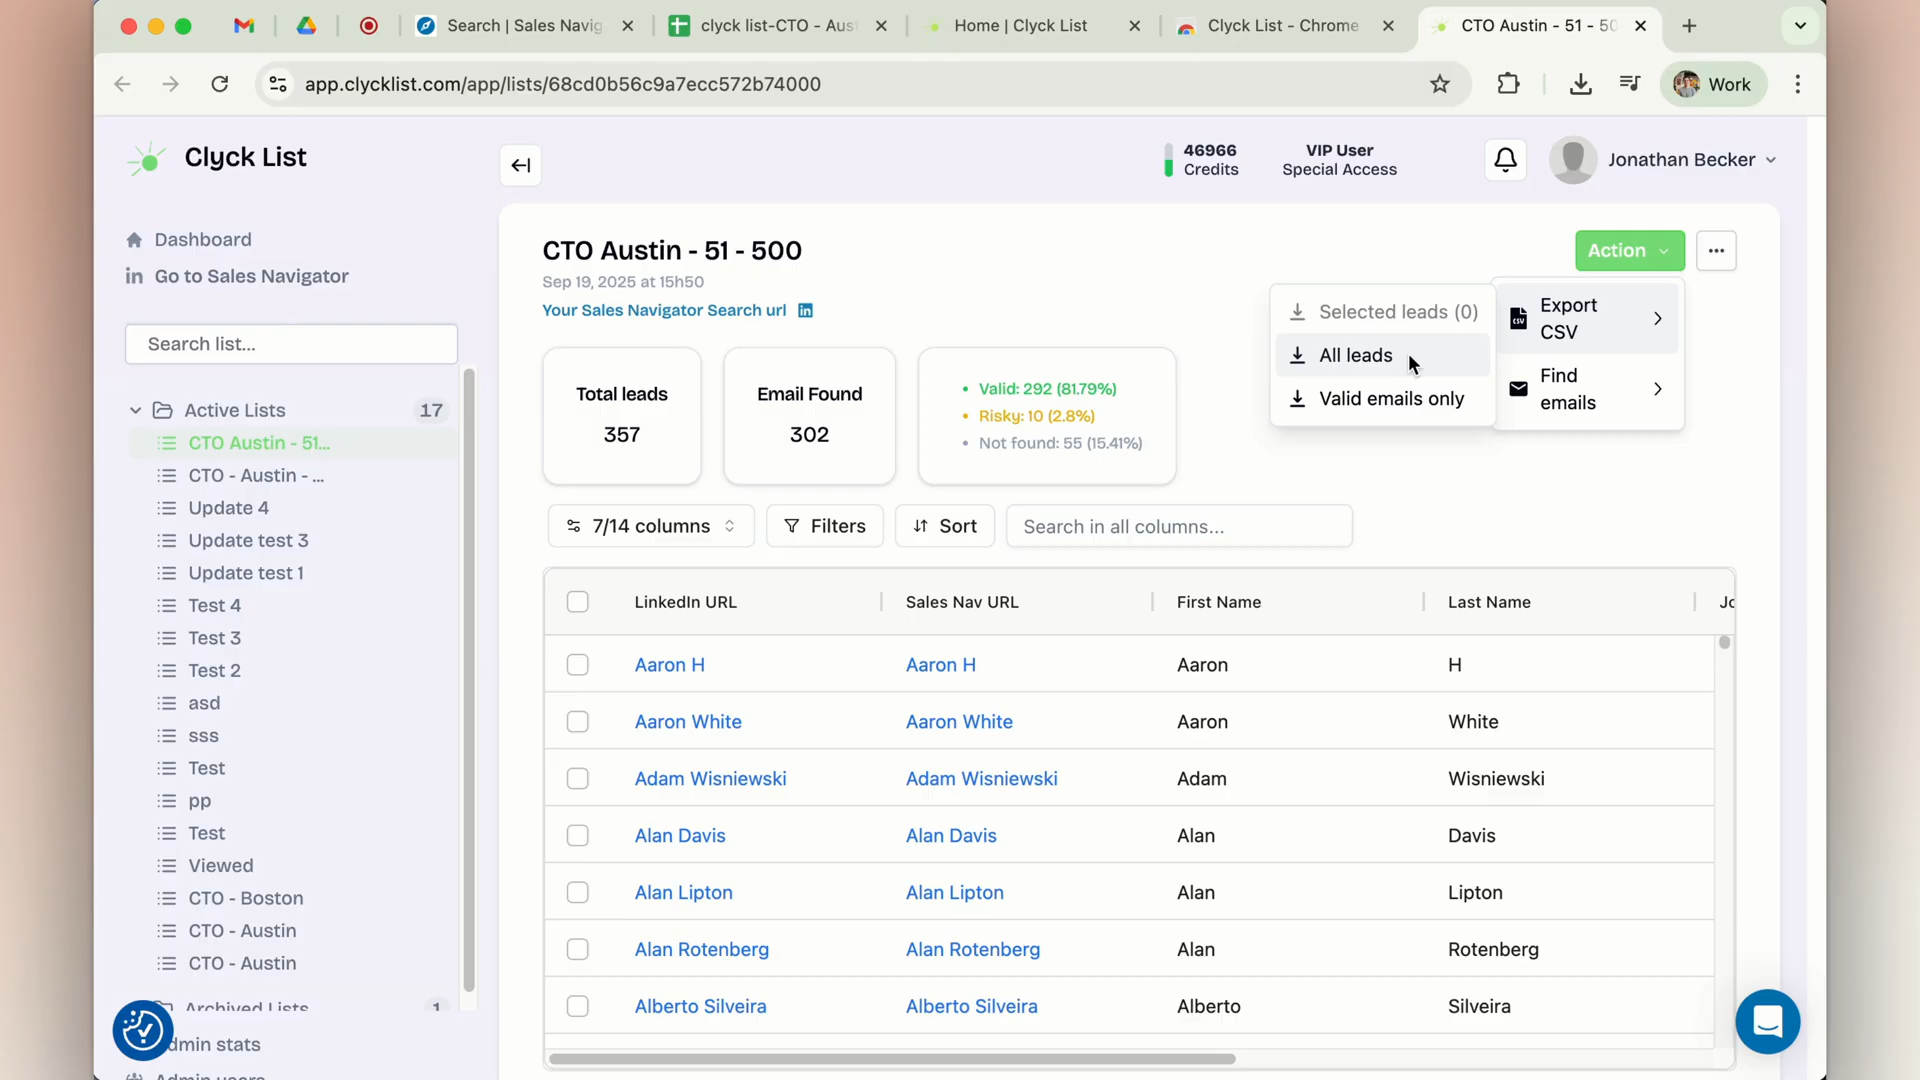 Search | Sales Navig
clyck list-CTO - Aus
Home | Clyck List
Clyck List - Chrome
CTO Austin - 51 - 50
app.clycklist.com/app/lists/68cd0b56c9a7ecc572b74000
Work
Clyck List
46966
Credits
VIP User
Special Access
Jonathan Becker
Dashboard
Go to Sales Navigator
Search list...
Active Lists 17
CTO Austin - 51...
CTO - Austin - ...
Update 4
Update test 3
Update test 1
Test 4
Test 3
Test 2
asd
sss
Test
pp
Test
Viewed
CTO - Boston
CTO - Austin
CTO - Austin
Archived Lists 1
dmin stats
Admin users
CTO Austin - 51 - 500
Sep 19, 2025 at 15h50
Your Sales Navigator Search url
Action
Export
CSV
Find
emails
Selected leads (0)
All leads
Valid emails only
Total leads
357
Email Found
302
Valid: 292 (81.79%)
Risky: 10 (2.8%)
Not found: 55 (15.41%)
7/14 columns
Filters
Sort
Search in all columns...
LinkedIn URL Sales Nav URL First Name Last Name Jo
Aaron H Aaron H Aaron H
Aaron White Aaron White Aaron White
Adam Wisniewski Adam Wisniewski Adam Wisniewski
Alan Davis Alan Davis Alan Davis
Alan Lipton Alan Lipton Alan Lipton
Alan Rotenberg Alan Rotenberg Alan Rotenberg
Alberto Silveira Alberto Silveira Alberto Silveira